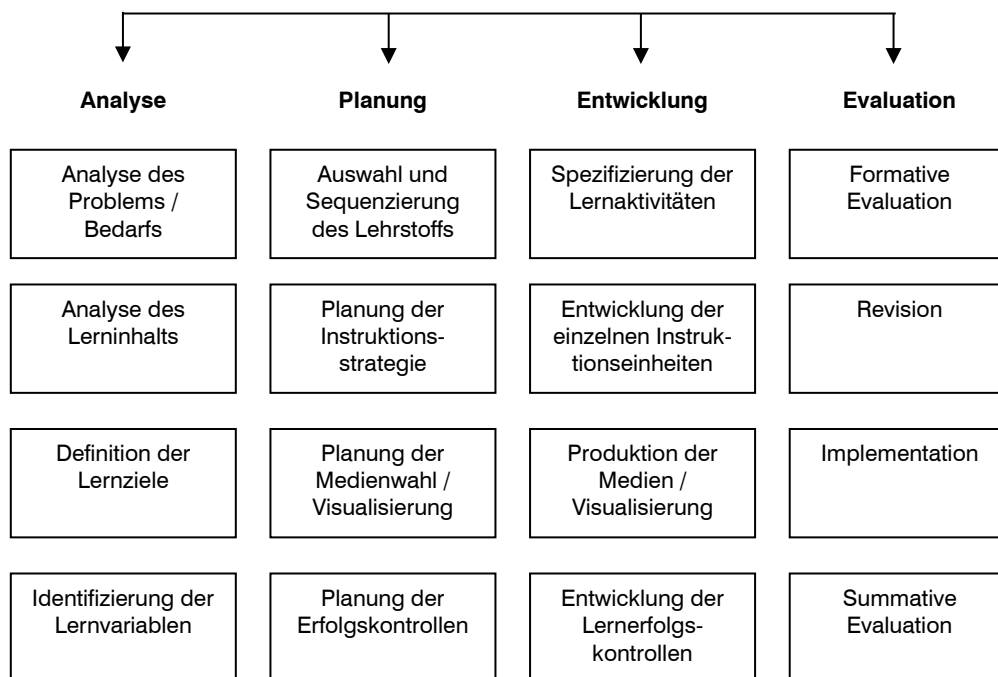 Analyse
Planung
Entwicklung
Evaluation
Analyse des
Problems /
Bedarfs
Auswahl und
Sequenzierung
des Lehrstoffs
Spezifizierung der
Lernaktivitäten
Formative
Evaluation
Analyse des
Lerninhalts
Planung der
Instruktions-
strategie
Entwicklung der
einzelnen Instruk-
tionseinheiten
Revision
Definition der
Lernziele
Planung der
Medienwahl /
Visualisierung
Produktion der
Medien /
Visualisierung
Implementation
Identifizierung der
Lernvariablen
Planung der
Erfolgskontrollen
Entwicklung der
Lernerfolgs-
kontrollen
Summative
Evaluation